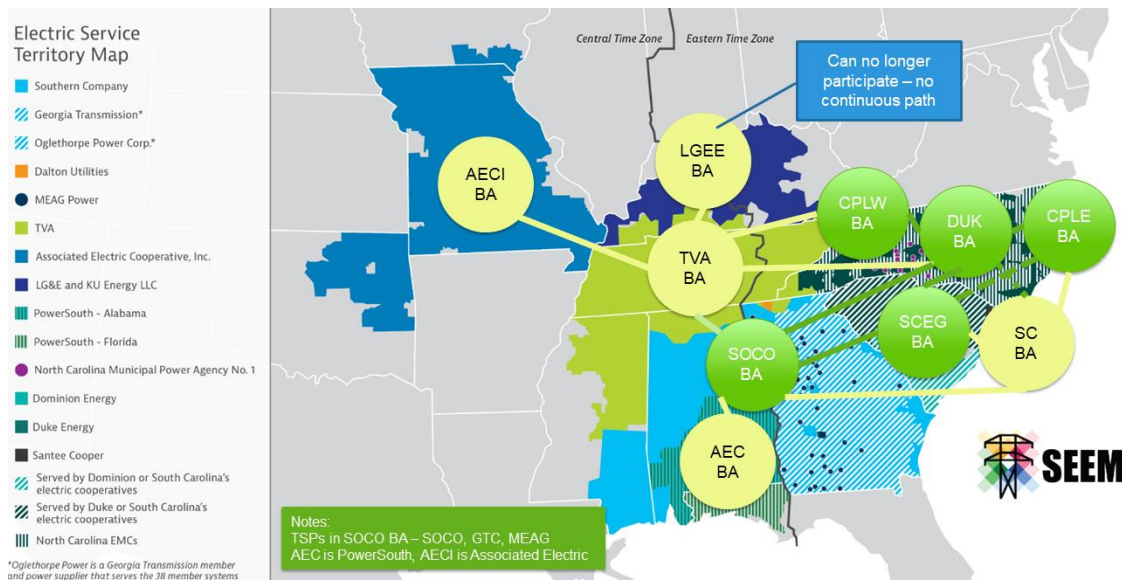 Electric Service
Territory Map
Southern Company
Georgia Transmission*
Oglethorpe Power Corp.*
Dalton Utilities
MEAG Power
TVA
Associated Electric Cooperative, Inc.
LG&E and KU Energy LLC
PowerSouth - Alabama
PowerSouth - Florida
North Carolina Municipal Power Agency No. 1
Dominion Energy
Duke Energy
Santee Cooper
Served by Dominion or South Carolina's
electric cooperatives
Served by Duke or South Carolina's
electric cooperatives
North Carolina EMCs
*Oglethorpe Power is a Georgia Transmission member
and power supplier that serves the 38 member systems
Central Time Zone
Eastern Time Zone
Can no longer
participate – no
continuous path
AECI
BA
LGEE
BA
CPLW
BA
DUK
BA
CPLE
BA
TVA
BA
SCEG
BA
SC
BA
SOCO
BA
AEC
BA
SEEM
Notes:
TSPs in SOCO BA – SOCO, GTC, MEAG
AEC is PowerSouth, AECI is Associated Electric